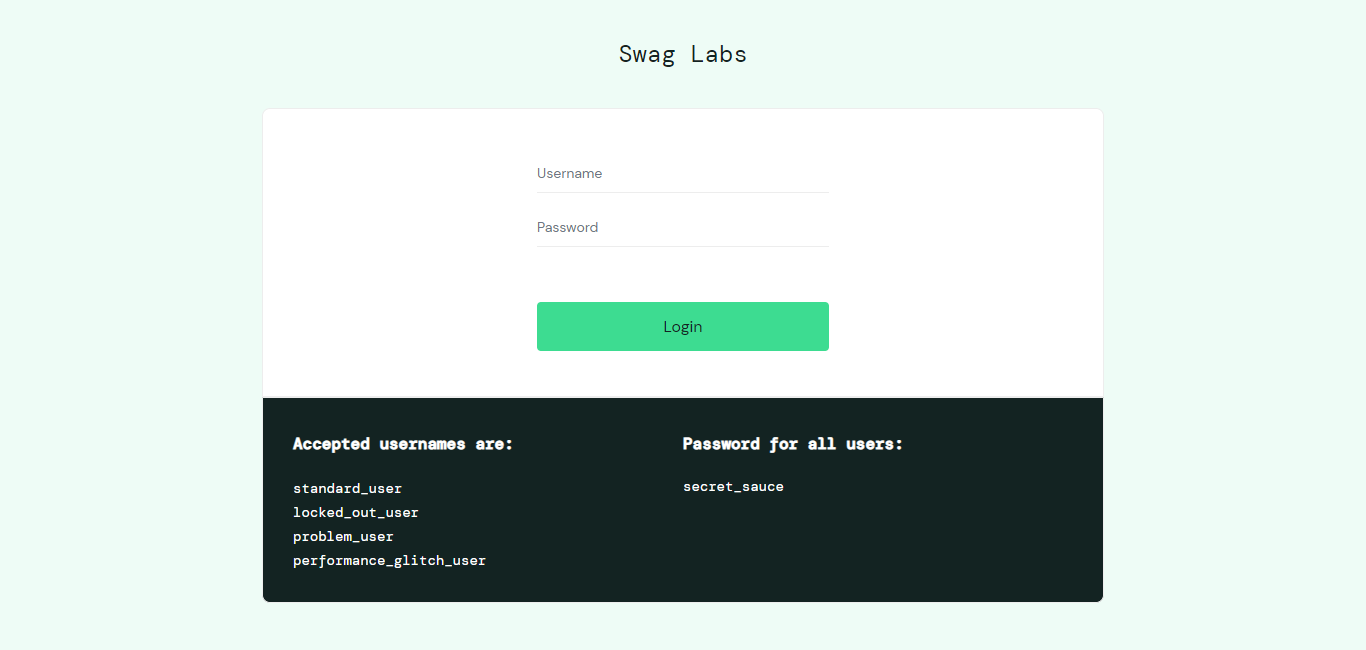 Swag Labs
Username
Password
Login
Accepted usernames are:
standard_user
locked_out_user
problem_user
performance_glitch_user
Password for all users:
secret_sauce